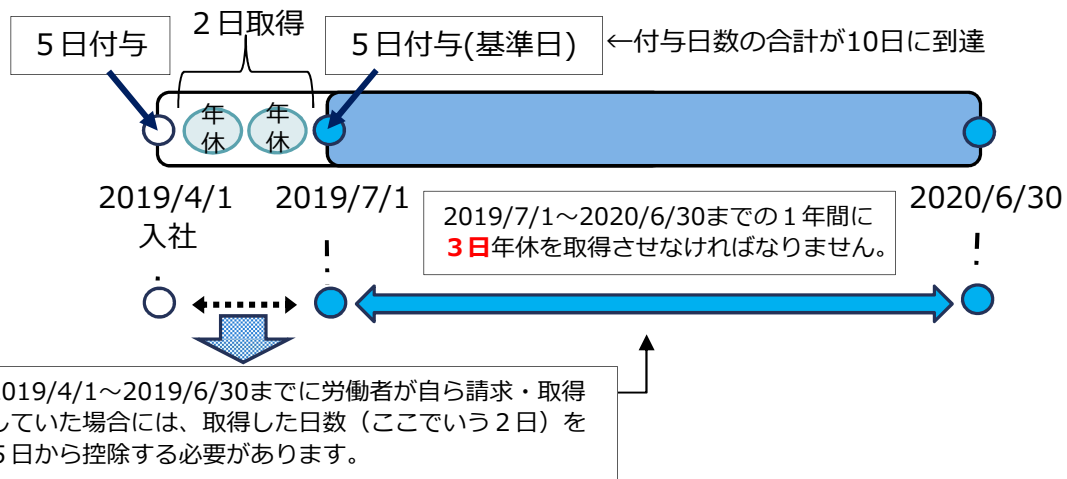 5日付与
2日取得
5日付与(基準日)
←付与日数の合計が10日に到達
年休
年休
2019/4/1
入社
2019/7/1
2020/6/30
2019/7/1～2020/6/30までの１年間に
３日年休を取得させなければなりません。
019/4/1～2019/6/30までに労働者が自ら請求・取得
していた場合には、取得した日数（ここでいう２日）を
５日から控除する必要があります。